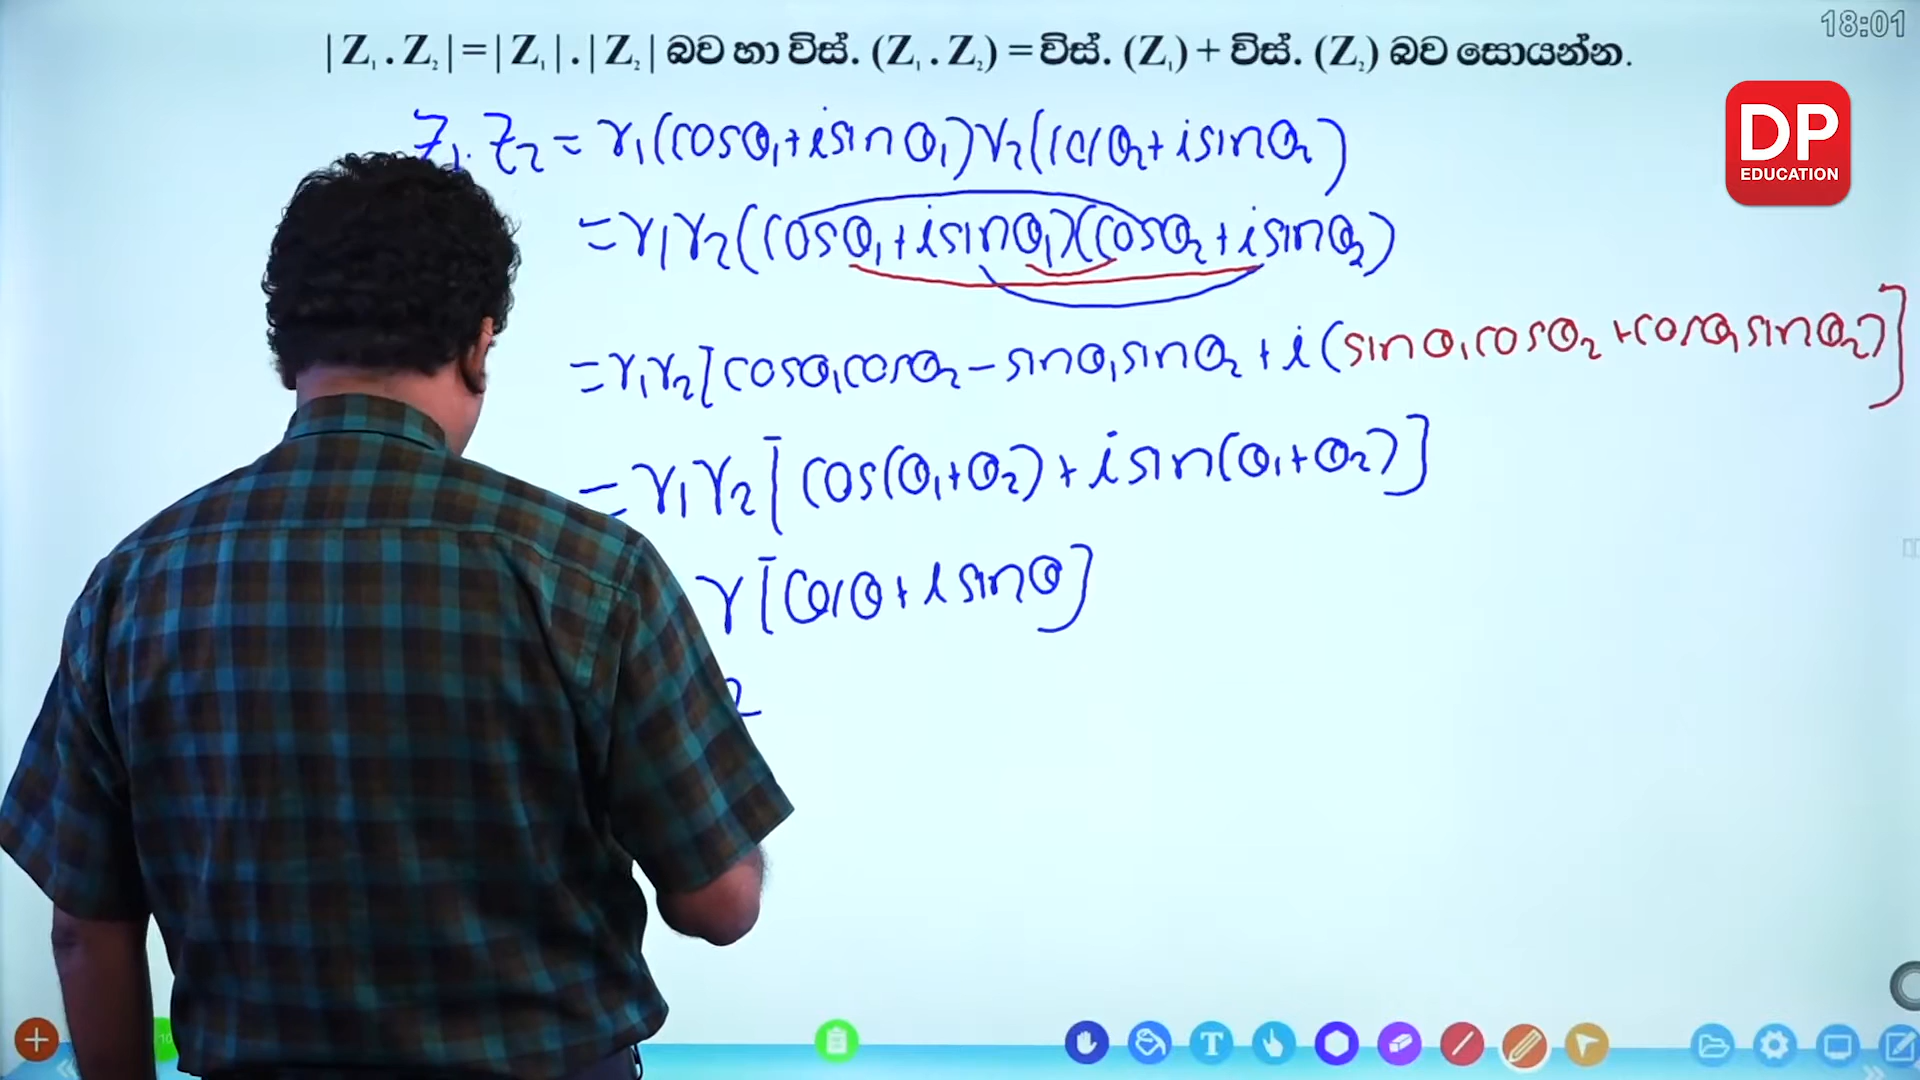 18:01
| Z₁ . Z₂ | = | Z₁ | . | Z₂ | බව හා විස්. (Z₁ . Z₂) = විස්. (Z₁) + විස්. (Z₂) බව සොයන්න.
DP
EDUCATION
Z₁. Z₂ = r₁(cosθ₁+isinθ₁)r₂(cosθ₂+isinθ₂)
=r₁r₂(cosθ₁+isinθ₁)(cosθ₂+isinθ₂)
=r₁r₂[cosθ₁cosθ₂-sinθ₁sinθ₂+i(sinθ₁cosθ₂+cosθ₁sinθ₂)]
=r₁r₂[cos(θ₁+θ₂)+isin(θ₁+θ₂)]
r[cosθ+isinθ]
T